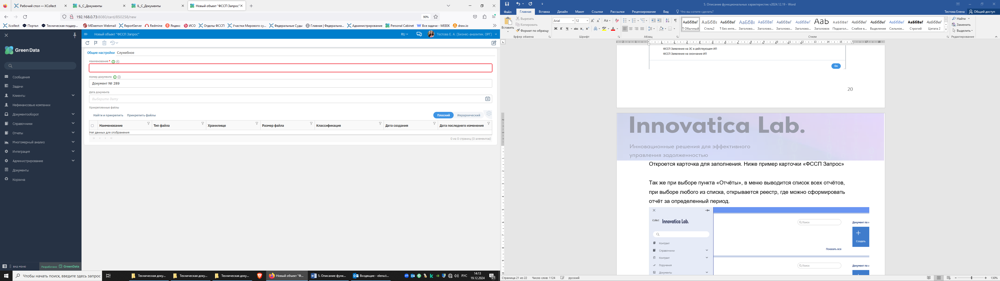 Рабочий стол — XCollect
IL_C_Документы
IL_C_Документы
Новый объект "ФССП Запрос"
192.168.0.73:8080/card/850258/new
90%
Xcollect
Портал
Техническая поддер...
MDaemon Webmail
ReportServer
Redmine
Яндекс
ИСО
Отделы ФССП
Участки Мирового су...
Федеральные Суды
Главная | Федеральна...
Администрирование
Personal Cabinet
Все задачи - WEEEK
draw.io
Новый объект "ФССП Запрос"
RU
Тестова Е. А. (Бизнес-аналитик. ОРГ)
GreenData
Сообщения
Задачи
Клиенты
Нефинансовые компании
Документооборот
Справочники
Отчеты
Многомерный анализ
Интеграция
Администрирование
Документы
Корзина
ВИД МЕНЮ
Разработано GreenData
Общие настройки Служебное
Наименование *
Номер документа
Документ № 289
Дата документа
Выберите дату
Прикрепленные файлы
Найти и прикрепить Прикрепить файлы
Плоский Иерархический
Наименование Тип файла Хранилище Размер файла Классификация Дата создания Дата последнего изменения
Нет данных для отображения
0 из 0 страниц (0 элементов)
Чтобы начать поиск, введите здесь запрос
Техническая доку...
Техническая доку...
Техническая доку...
Новый объект "Ф...
5. Описание функ...
Входящие - elena.t...
РУС
14:13
19.12.2024
21
5. Описание функциональных характеристик v2024.12.19 - Word
Файл Главная Вставка Дизайн Макет Ссылки Рассылки Рецензирование Вид Что вы хотите сделать?
Тестова Елена Общий доступ
Вставить
Вырезать
Копировать
Формат по образцу
Буфер обмена
Arial 12
Ж К Ч abc x₂ x²
Шрифт
Абзац
АаБбВвГ АаБбВв АаБбВвГ АаБбВв АаБбВвГ АаБбВвГ АаБбВвГ АаБ АаБбВвГ АаБбВвГ АаБбВвГ АаБбВвГ АаБбВвГ АаБбВвГ
¶ Обычный Стиль2 ¶ Без инте... Заголово... Заголово... Заголово... Заголово... Заголовок Подзагол... Слабое в... Выделение Сильное... Строгий Цитата 2
Стили
Найти
Заменить
Выделить
Редактирование
ФССП Заявление на ЗС в действующем ИП
ФССП Заявление на окончание ИП
Ок
20
Innovatica Lab.
Инновационные решения для эффективного
управления задолженностью
Откроется карточка для заполнения. Ниже пример карточки «ФССП Запрос»
Так же при выборе пункта «Отчёты», в меню выводится список всех отчётов,
при выборе любого из списка, открывается реестр, где можно сформировать
отчёт за определенный период.
iCollect Innovatica Lab.
Контракт
Справочники
Контракт
Поручения
Документы
Поиск
Документ по к
Создать
Показать все
Поиск
Документ по к
Страница 21 из 22 Число слов: 1124 русский
130%